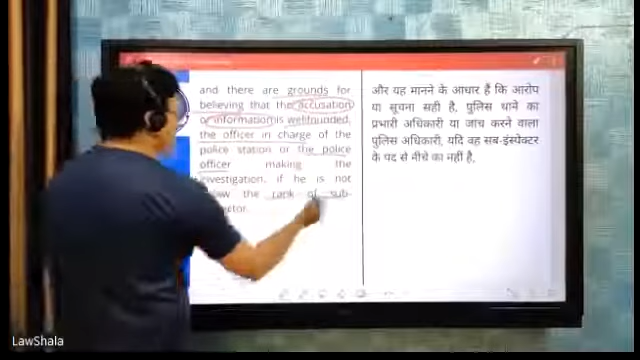 and there are grounds for
believing that the accusation
or information is wellfounded,
the officer in charge of the
police station or the police
officer making the
investigation, if he is not
the rank of sub-
और यह मानने के आधार हैं कि आरोप
या सूचना सही है, पुलिस थाने का
प्रभारी अधिकारी या जांच करने वाला
पुलिस अधिकारी, यदि वह सब-इंस्पेक्टर
के पद से नीचे का नहीं है,
LawShala